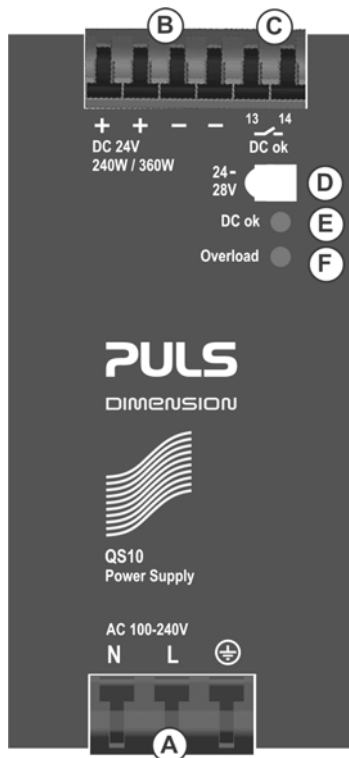 B
C
+ + − − 13 14
DC 24V
DC ok
240W / 360W
24-
28V
D
DC ok
E
Overload
F
PULS
DIMENSION
QS10
Power Supply
AC 100-240V
N L
A